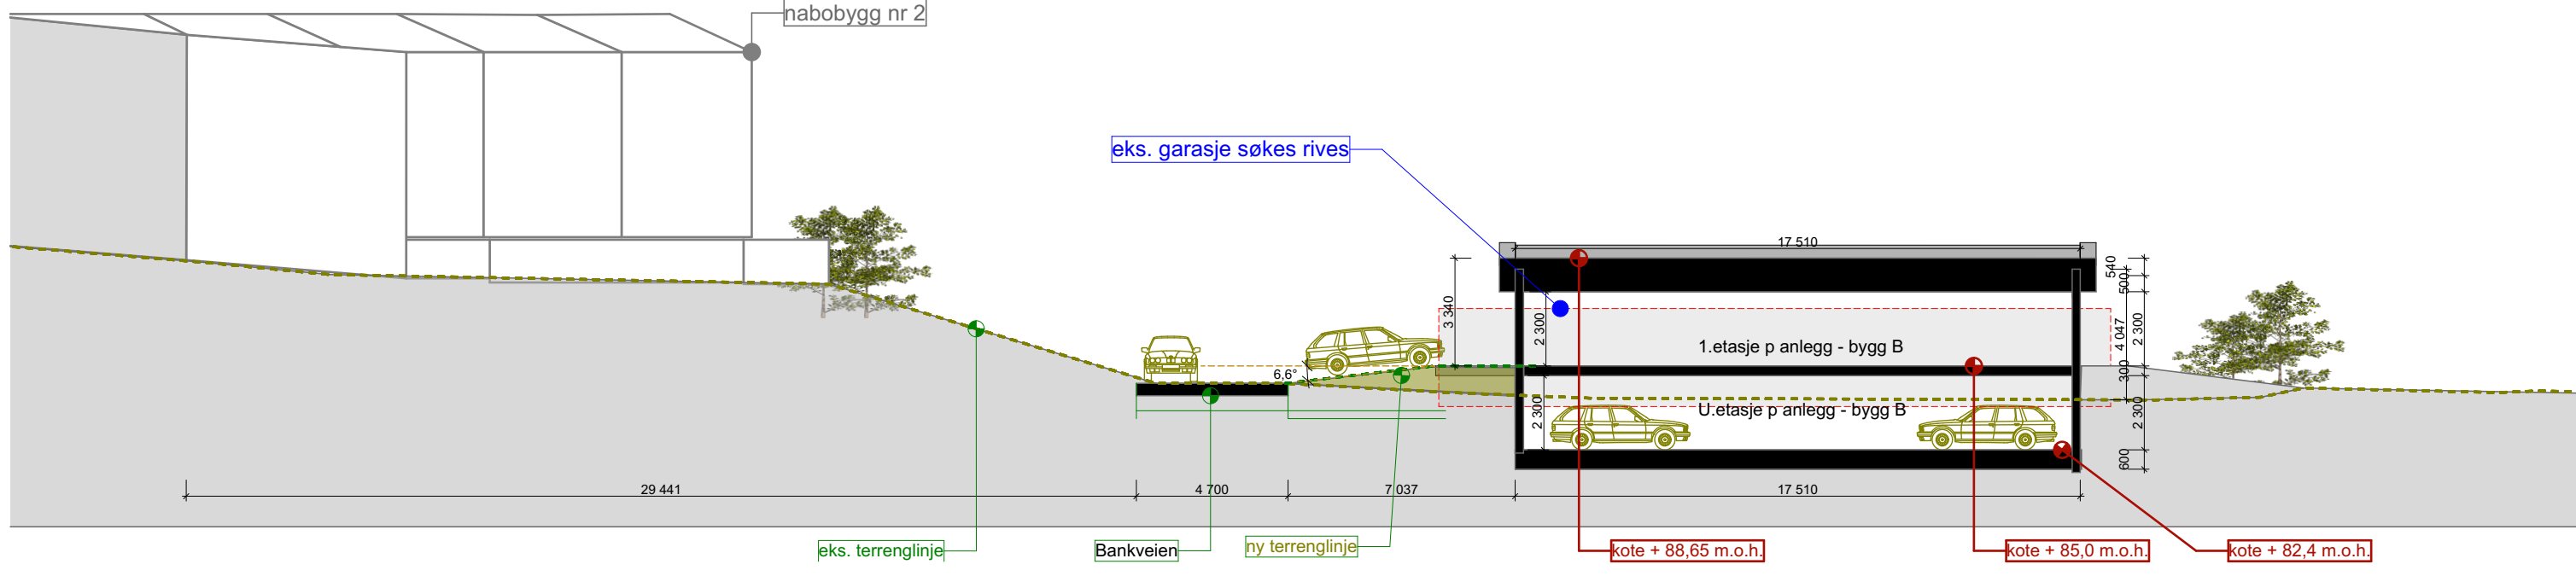 nabobygg nr 2
eks. garasje søkes rives
17 510
540
500
3 340
2 300
4 047
2 300
1.etasje p anlegg - bygg B
6,6°
300
2 300
U.etasje p anlegg - bygg B
2 300
600
29 441
4 700
7 037
17 510
eks. terrenglinje
Bankveien
ny terrenglinje
kote + 88,65 m.o.h.
kote + 85,0 m.o.h.
kote + 82,4 m.o.h.